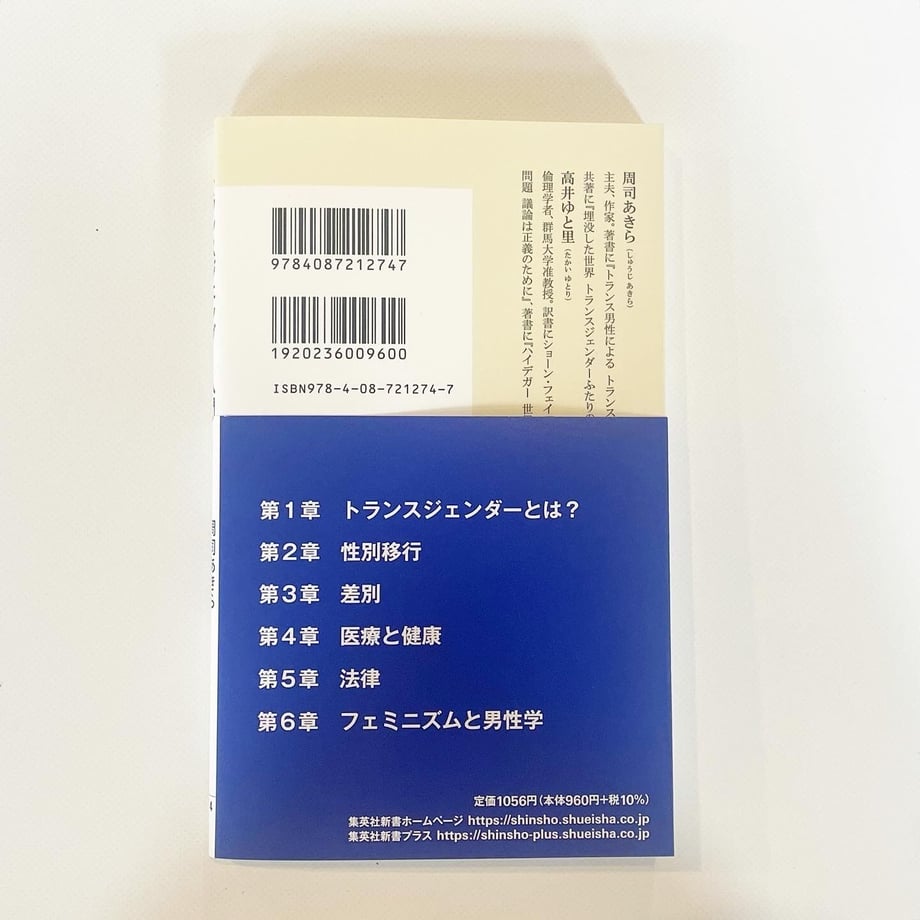 9784087212747
1920236009600
ISBN978-4-08-721274-7
周司あきら(しゅうじ あきら)
主夫、作家。著書に『トランス男性による トランス
共著に『埋没した世界 トランスジェンダーふたりの
高井ゆと里(たかい ゆとり)
倫理学者、群馬大学准教授。訳書にショーン・フェイ
問題 議論は正義のために』、著書に『ハイデガー 世
第1章 トランスジェンダーとは?
第2章 性別移行
第3章 差別
第4章 医療と健康
第5章 法律
第6章 フェミニズムと男性学
定価1056円(本体960円+税10%)
集英社新書ホームページ https://shinsho.shueisha.co.jp
集英社新書プラス https://shinsho-plus.shueisha.co.jp